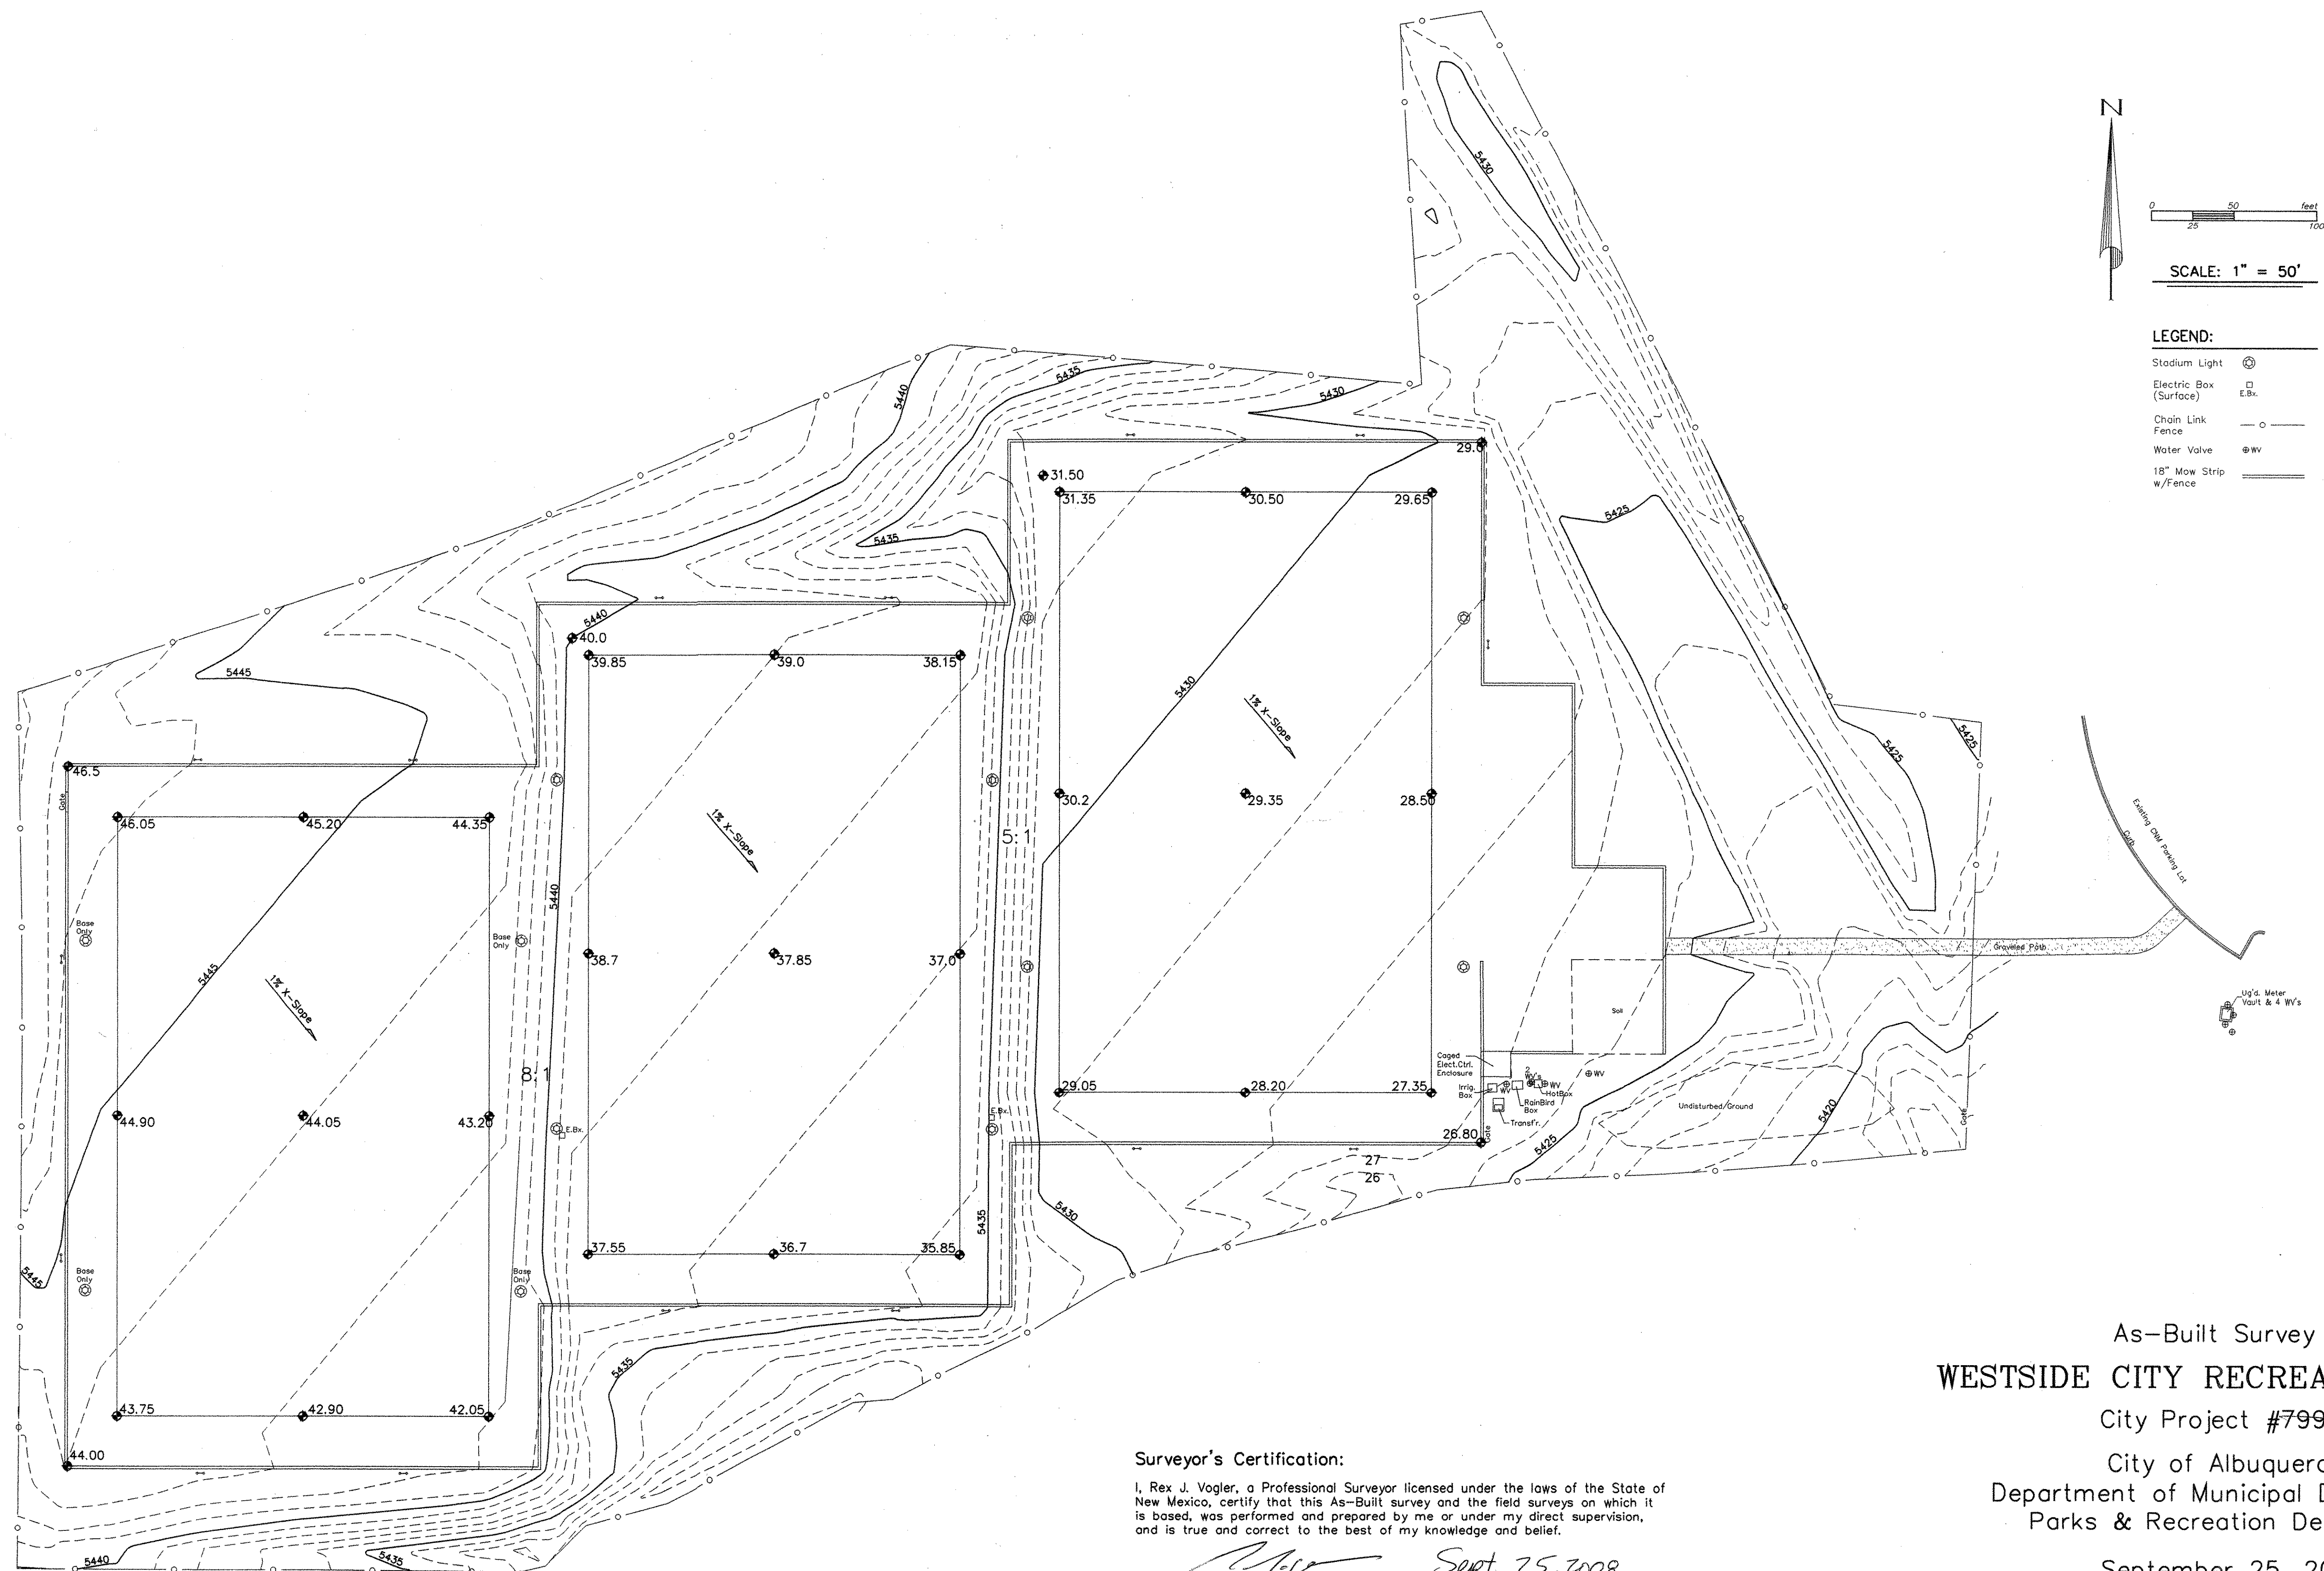 N
0 50 feet
25 100
SCALE: 1" = 50'
LEGEND:
Stadium Light
Electric Box
(Surface)
E.Bx.
Chain Link
Fence
Water Valve
WV
18" Mow Strip
w/Fence
5430
5440
5435
5430
5435
29.
31.50
31.35
30.50
29.65
5425
5440
40.0
39.85
39.0
38.15
5445
5430
1% X-Slope
5425
5425
46.5
Gate
30.2
29.35
28.50
46.05
45.20
44.35
1% X-Slope
5:1
Existing CNM Parking Lot
Curb
5440
Base
Only
Base
Only
38.7
37.85
37.0
Graveled Path
5445
1% X-Slope
Ug'd. Meter
Vault & 4 WV's
Soil
8:1
Caged
Elect.Ctrl.
Enclosure
Irrig.
Box
WV
2
WV's
WV
HotBox
RainBird
Box
Transf'r.
WV
29.05
28.20
27.35
Undisturbed/Ground
5420
Gate
44.90
44.05
43.20
E.Bx.
E.Bx.
26.80
Gate
5425
27
26
5430
5435
37.55
36.7
35.85
5445
Base
Only
Base
Only
5435
43.75
42.90
42.05
44.00
5440
5435
As-Built Survey
WESTSIDE CITY RECREA
City Project #799
City of Albuquerq
Department of Municipal D
Parks & Recreation De
September 25, 20
Surveyor's Certification:
I, Rex J. Vogler, a Professional Surveyor licensed under the laws of the State of
New Mexico, certify that this As-Built survey and the field surveys on which it
is based, was performed and prepared by me or under my direct supervision,
and is true and correct to the best of my knowledge and belief.
Sept. 25, 2008